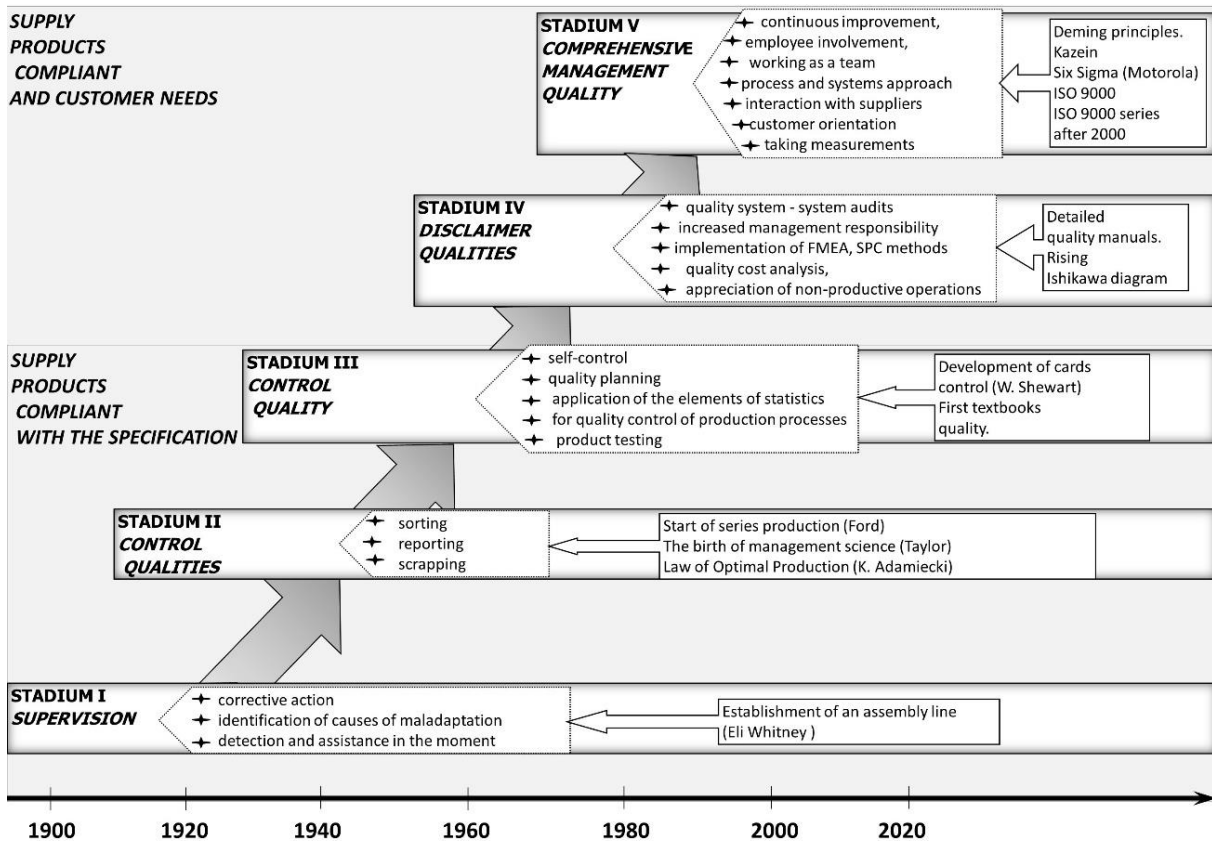 SUPPLY
PRODUCTS
COMPLIANT
AND CUSTOMER NEEDS
STADIUM V
COMPREHENSIVE
MANAGEMENT
QUALITY
continuous improvement,
employee involvement,
working as a team
process and systems approach
interaction with suppliers
customer orientation
taking measurements
Deming principles.
Kazein
Six Sigma (Motorola)
ISO 9000
ISO 9000 series
after 2000
STADIUM IV
DISCLAIMER
QUALITIES
quality system - system audits
increased management responsibility
implementation of FMEA, SPC methods
quality cost analysis,
appreciation of non-productive operations
Detailed
quality manuals.
Rising
Ishikawa diagram
SUPPLY
PRODUCTS
COMPLIANT
WITH THE SPECIFICATION
STADIUM III
CONTROL
QUALITY
self-control
quality planning
application of the elements of statistics
for quality control of production processes
product testing
Development of cards
control (W. Shewart)
First textbooks
quality.
STADIUM II
CONTROL
QUALITIES
sorting
reporting
scrapping
Start of series production (Ford)
The birth of management science (Taylor)
Law of Optimal Production (K. Adamiecki)
STADIUM I
SUPERVISION
corrective action
identification of causes of maladaptation
detection and assistance in the moment
Establishment of an assembly line
(Eli Whitney )
1900 1920 1940 1960 1980 2000 2020